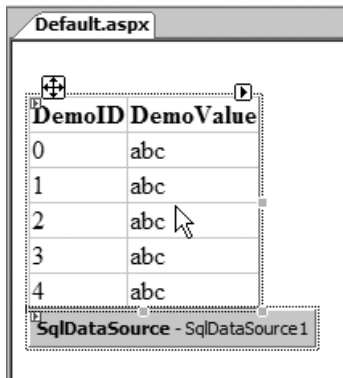 Default.aspx
DemoID DemoValue
0 abc
1 abc
2 abc
3 abc
4 abc
SqlDataSource - SqlDataSource1